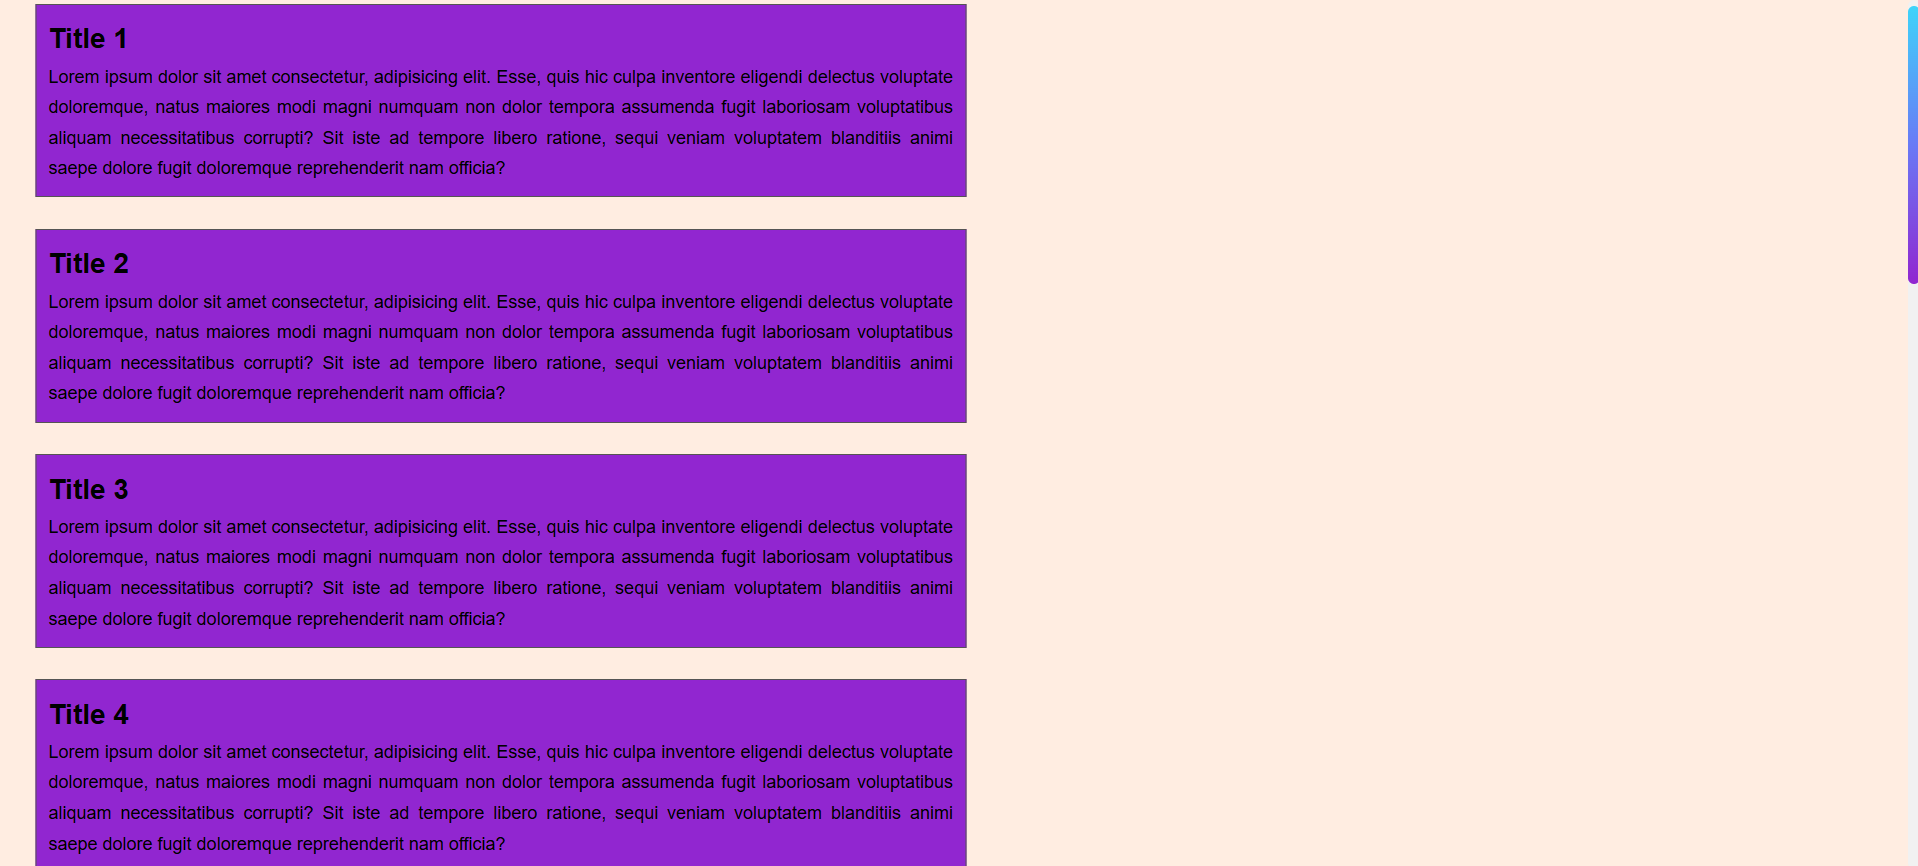 Title 1
Lorem ipsum dolor sit amet consectetur, adipisicing elit. Esse, quis hic culpa inventore eligendi delectus voluptate
doloremque, natus maiores modi magni numquam non dolor tempora assumenda fugit laboriosam voluptatibus
aliquam necessitatibus corrupti? Sit iste ad tempore libero ratione, sequi veniam voluptatem blanditiis animi
saepe dolore fugit doloremque reprehenderit nam officia?
Title 2
Lorem ipsum dolor sit amet consectetur, adipisicing elit. Esse, quis hic culpa inventore eligendi delectus voluptate
doloremque, natus maiores modi magni numquam non dolor tempora assumenda fugit laboriosam voluptatibus
aliquam necessitatibus corrupti? Sit iste ad tempore libero ratione, sequi veniam voluptatem blanditiis animi
saepe dolore fugit doloremque reprehenderit nam officia?
Title 3
Lorem ipsum dolor sit amet consectetur, adipisicing elit. Esse, quis hic culpa inventore eligendi delectus voluptate
doloremque, natus maiores modi magni numquam non dolor tempora assumenda fugit laboriosam voluptatibus
aliquam necessitatibus corrupti? Sit iste ad tempore libero ratione, sequi veniam voluptatem blanditiis animi
saepe dolore fugit doloremque reprehenderit nam officia?
Title 4
Lorem ipsum dolor sit amet consectetur, adipisicing elit. Esse, quis hic culpa inventore eligendi delectus voluptate
doloremque, natus maiores modi magni numquam non dolor tempora assumenda fugit laboriosam voluptatibus
aliquam necessitatibus corrupti? Sit iste ad tempore libero ratione, sequi veniam voluptatem blanditiis animi
saepe dolore fugit doloremque reprehenderit nam officia?